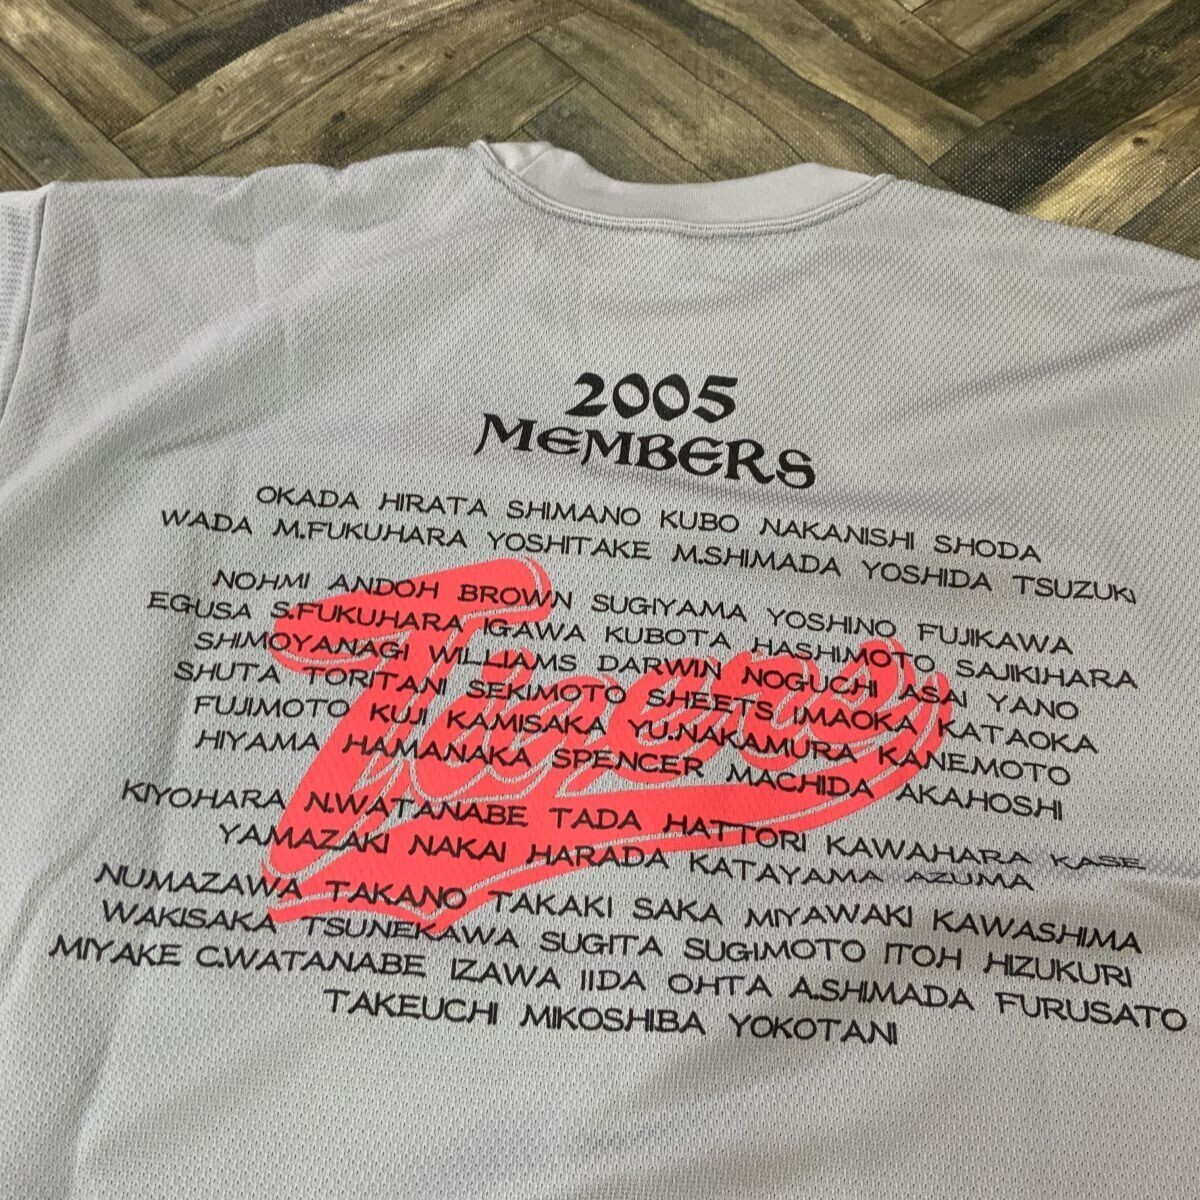 2005
MEMBERS
OKADA HIRATA SHIMANO KUBO NAKANISHI SHODA
WADA M.FUKUHARA YOSHITAKE M.SHIMADA YOSHIDA TSUZUKI
NOHMI ANDOH BROWN SUGIYAMA YOSHINO FUJIKAWA
EGUSA S.FUKUHARA IGAWA KUBOTA HASHIMOTO SAJIKIHARA
SHIMOYANAGI WILLIAMS DARWIN NOGUCHI ASAI YANO
SHUTA TORITANI SEKIMOTO SHEETS IMAOKA KATAOKA
FUJIMOTO KUJI KAMISAKA YU.NAKAMURA KANEMOTO
HIYAMA HAMANAKA SPENCER MACHIDA AKAHOSHI
KIYOHARA N.WATANABE TADA HATTORI KAWAHARA KASE
YAMAZAKI NAKAI HARADA KATAYAMA AZUMA
NUMAZAWA TAKANO TAKAKI SAKA MIYAWAKI KAWASHIMA
WAKISAKA TSUNEKAWA SUGITA SUGIMOTO ITOH HIZUKURI
MIYAKE C.WATANABE IZAWA IIDA OHTA A.SHIMADA FURUSATO
TAKEUCHI MIKOSHIBA YOKOTANI
Tigers